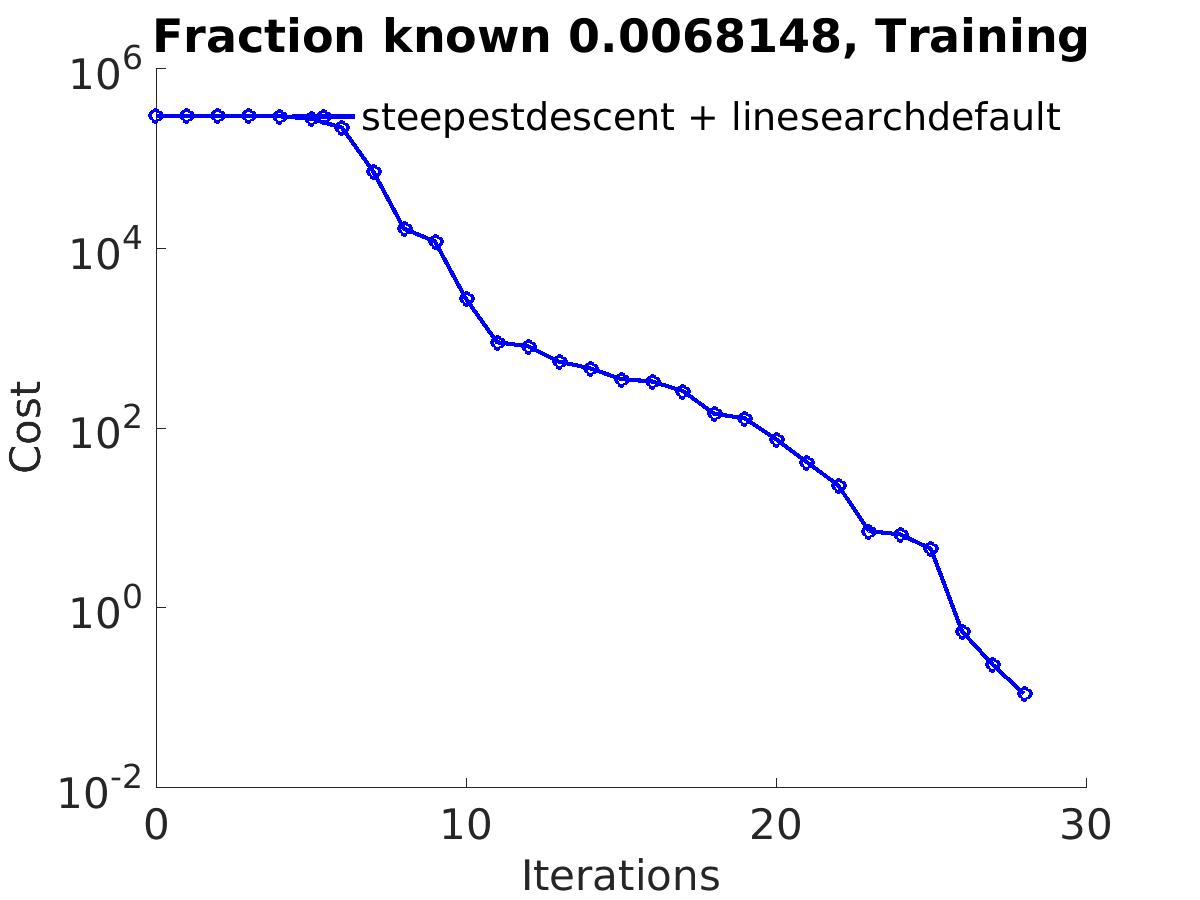 Fraction known 0.0068148, Training
10^6
steepestdescent + linesearchdefault
10^4
10^2
10^0
10^-2
Cost
0 10 20 30
Iterations